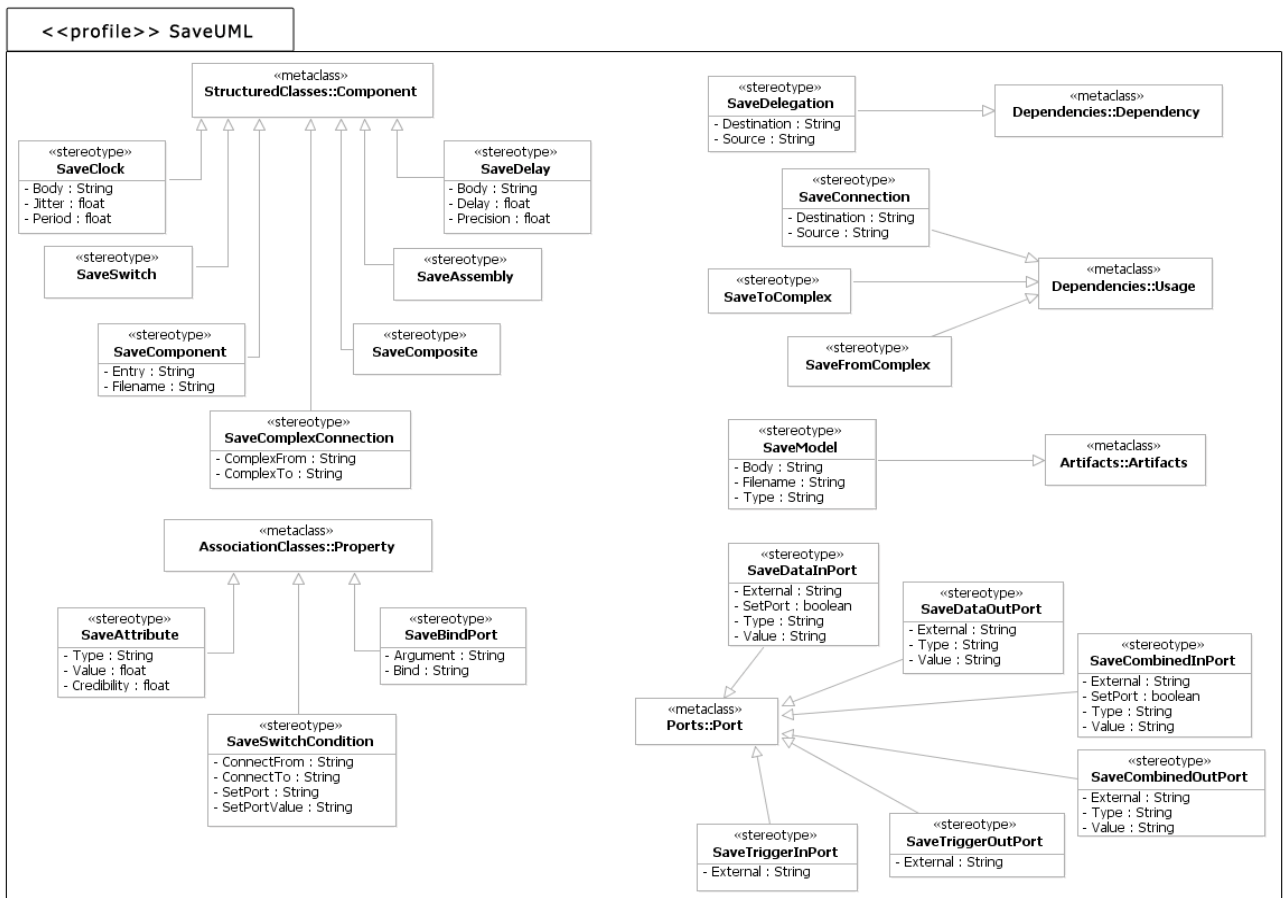 <<profile>> SaveUML
«metaclass»
StructuredClasses::Component
«stereotype»
SaveClock
- Body : String
- Jitter : float
- Period : float
«stereotype»
SaveDelay
- Body : String
- Delay : float
- Precision : float
«stereotype»
SaveSwitch
«stereotype»
SaveAssembly
«stereotype»
SaveComponent
- Entry : String
- Filename : String
«stereotype»
SaveComposite
«stereotype»
SaveComplexConnection
- ComplexFrom : String
- ComplexTo : String
«metaclass»
AssociationClasses::Property
«stereotype»
SaveAttribute
- Type : String
- Value : float
- Credibility : float
«stereotype»
SaveBindPort
- Argument : String
- Bind : String
«stereotype»
SaveSwitchCondition
- ConnectFrom : String
- ConnectTo : String
- SetPort : String
- SetPortValue : String
«stereotype»
SaveDelegation
- Destination : String
- Source : String
«metaclass»
Dependencies::Dependency
«stereotype»
SaveConnection
- Destination : String
- Source : String
«stereotype»
SaveToComplex
«metaclass»
Dependencies::Usage
«stereotype»
SaveFromComplex
«stereotype»
SaveModel
- Body : String
- Filename : String
- Type : String
«metaclass»
Artifacts::Artifacts
«stereotype»
SaveDataInPort
- External : String
- SetPort : boolean
- Type : String
- Value : String
«stereotype»
SaveDataOutPort
- External : String
- Type : String
- Value : String
«stereotype»
SaveCombinedInPort
- External : String
- SetPort : boolean
- Type : String
- Value : String
«metaclass»
Ports::Port
«stereotype»
SaveCombinedOutPort
- External : String
- Type : String
- Value : String
«stereotype»
SaveTriggerInPort
- External : String
«stereotype»
SaveTriggerOutPort
- External : String